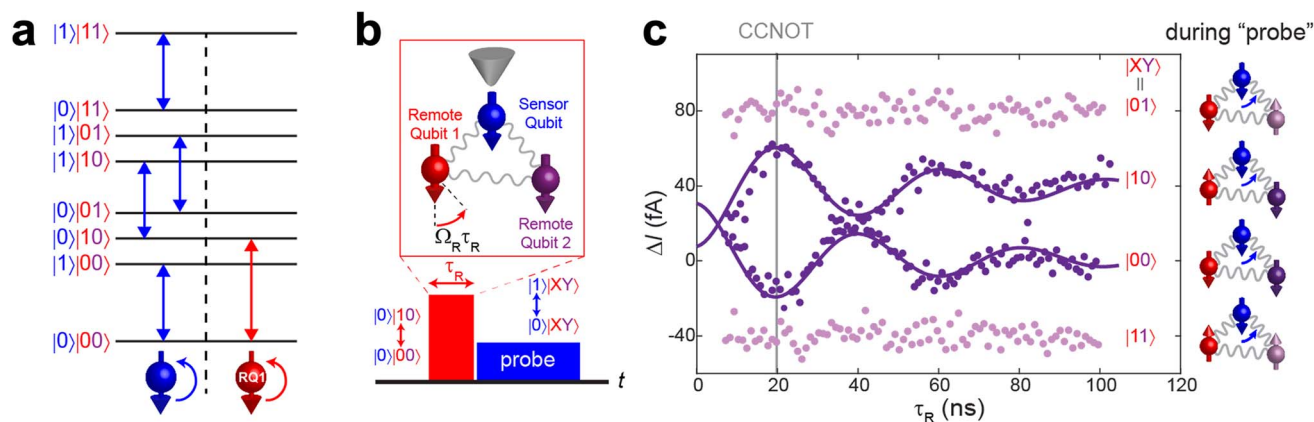 a
|1⟩|11⟩
|0⟩|11⟩
|1⟩|01⟩
|1⟩|10⟩
|0⟩|01⟩
|0⟩|10⟩
|1⟩|00⟩
|0⟩|00⟩
RQ1
b
Sensor
Qubit
Remote
Qubit 1
Remote
Qubit 2
Ω_Rτ_R
τ_R
|0⟩|10⟩
|0⟩|00⟩
|1⟩|XY⟩
|0⟩|XY⟩
probe
t
c
CCNOT
during “probe”
|XY⟩
=
|01⟩
|10⟩
|00⟩
|11⟩
ΔI (fA)
80
40
0
-40
0 20 40 60 80 100 120
τ_R (ns)